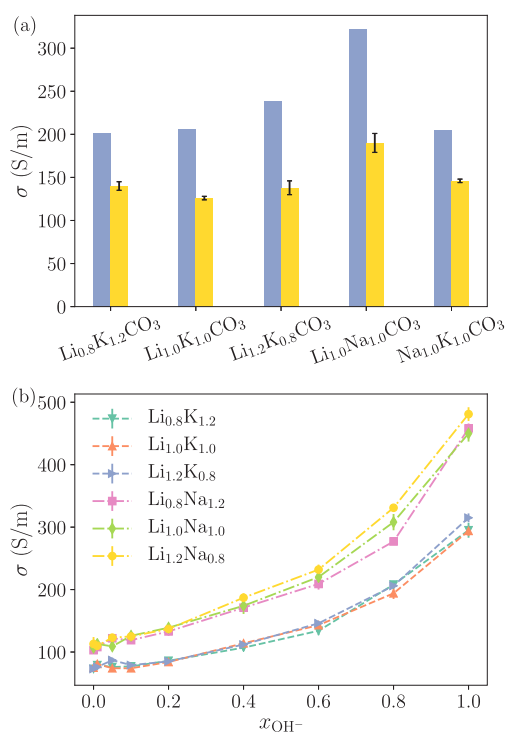 (a)
300
250
200
150
100
50
0
σ (S/m)
Li₀.₈K₁.₂CO₃
Li₁.₀K₁.₀CO₃
Li₁.₂K₀.₈CO₃
Li₁.₀Na₁.₀CO₃
Na₁.₀K₁.₀CO₃
(b)
500
400
300
200
100
σ (S/m)
Li₀.₈K₁.₂
Li₁.₀K₁.₀
Li₁.₂K₀.₈
Li₀.₈Na₁.₂
Li₁.₀Na₁.₀
Li₁.₂Na₀.₈
0.0 0.2 0.4 0.6 0.8 1.0
x_OH⁻